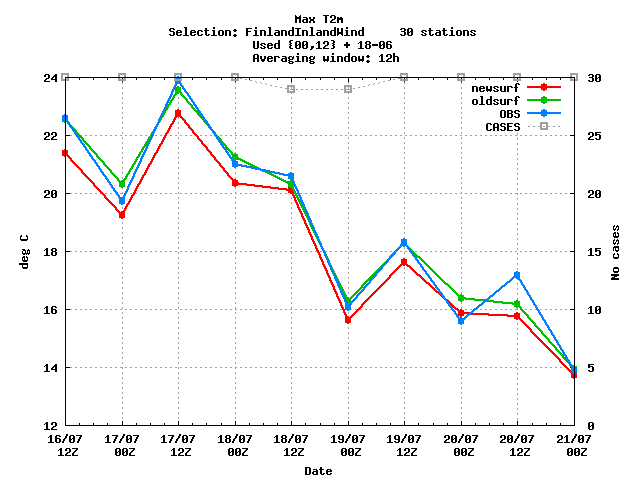 Max T2m
Selection: FinlandInlandWind 30 stations
Used {00,12} + 18-06
Averaging window: 12h
24 30
newsurf
oldsurf
OBS
CASES
22 25
20 20
deg C
18 15
No cases
16 10
14 5
12 0
16/07 17/07 17/07 18/07 18/07 19/07 19/07 20/07 20/07 21/07
12Z 00Z 12Z 00Z 12Z 00Z 12Z 00Z 12Z 00Z
Date